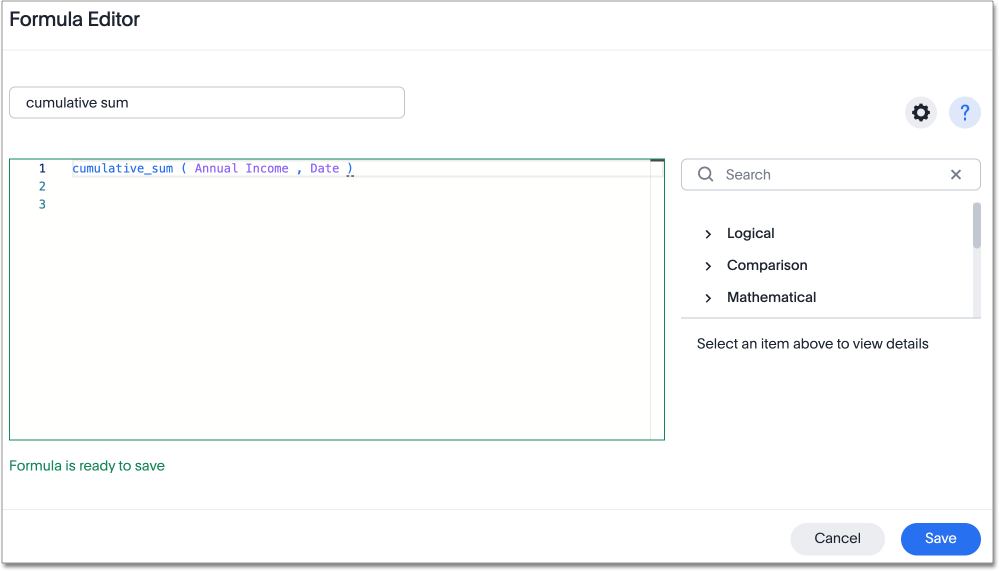 Formula Editor
cumulative sum
?
1 cumulative_sum ( Annual Income , Date )
2
3
Search
Logical
Comparison
Mathematical
Select an item above to view details
Formula is ready to save
Cancel
Save